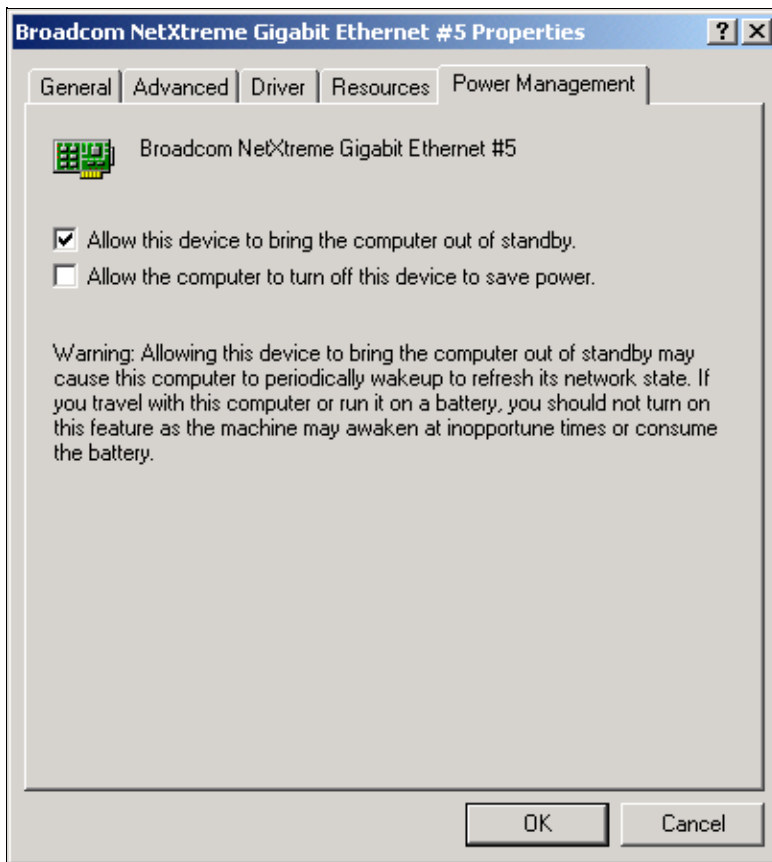 Broadcom NetXtreme Gigabit Ethernet #5 Properties
General Advanced Driver Resources Power Management
Broadcom NetXtreme Gigabit Ethernet #5
Allow this device to bring the computer out of standby.
Allow the computer to turn off this device to save power.
Warning: Allowing this device to bring the computer out of standby may
cause this computer to periodically wakeup to refresh its network state. If
you travel with this computer or run it on a battery, you should not turn on
this feature as the machine may awaken at inopportune times or consume
the battery.
OK Cancel